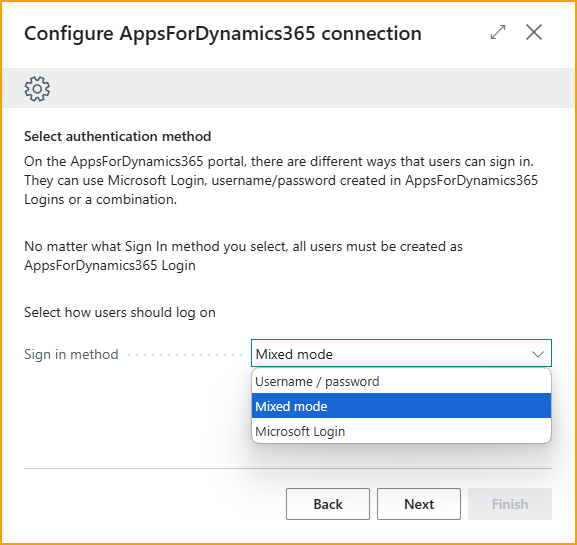 Configure AppsForDynamics365 connection
Select authentication method
On the AppsForDynamics365 portal, there are different ways that users can sign in.
They can use Microsoft Login, username/password created in AppsForDynamics365
Logins or a combination.
No matter what Sign In method you select, all users must be created as
AppsForDynamics365 Login
Select how users should log on
Sign in method Mixed mode
Username / password
Mixed mode
Microsoft Login
Back Next Finish